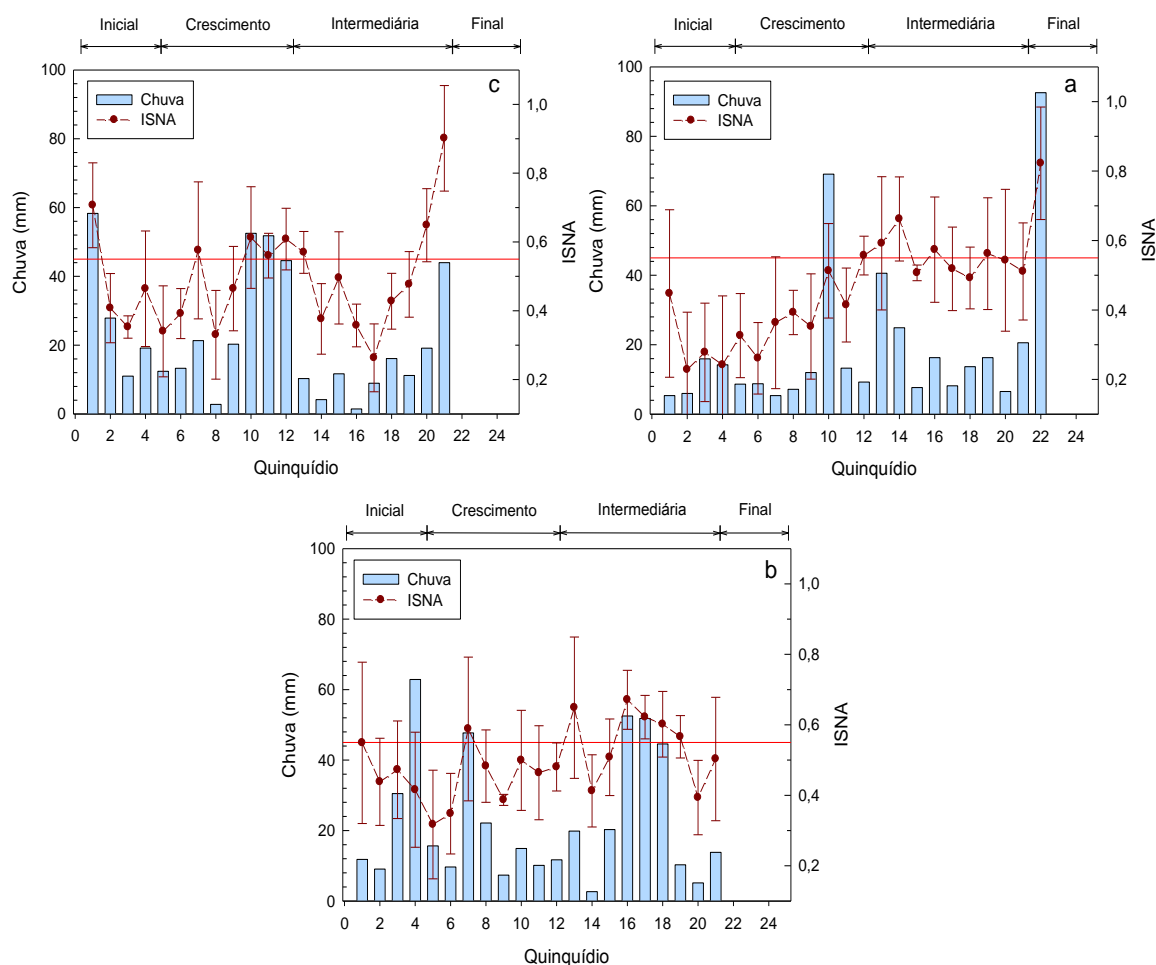 Inicial Crescimento Intermediária Final
c
Chuva
ISNA
100
80
60
40
20
0
Chuva (mm)
1,0
0,8
0,6
0,4
0,2
ISNA
0 2 4 6 8 10 12 14 16 18 20 22 24
Quinquídio
Inicial Crescimento Intermediária Final
a
Chuva
ISNA
100
80
60
40
20
0
Chuva (mm)
1,0
0,8
0,6
0,4
0,2
ISNA
0 2 4 6 8 10 12 14 16 18 20 22 24
Quinquídio
Inicial Crescimento Intermediária Final
b
Chuva
ISNA
100
80
60
40
20
0
Chuva (mm)
1,0
0,8
0,6
0,4
0,2
ISNA
0 2 4 6 8 10 12 14 16 18 20 22 24
Quinquídio